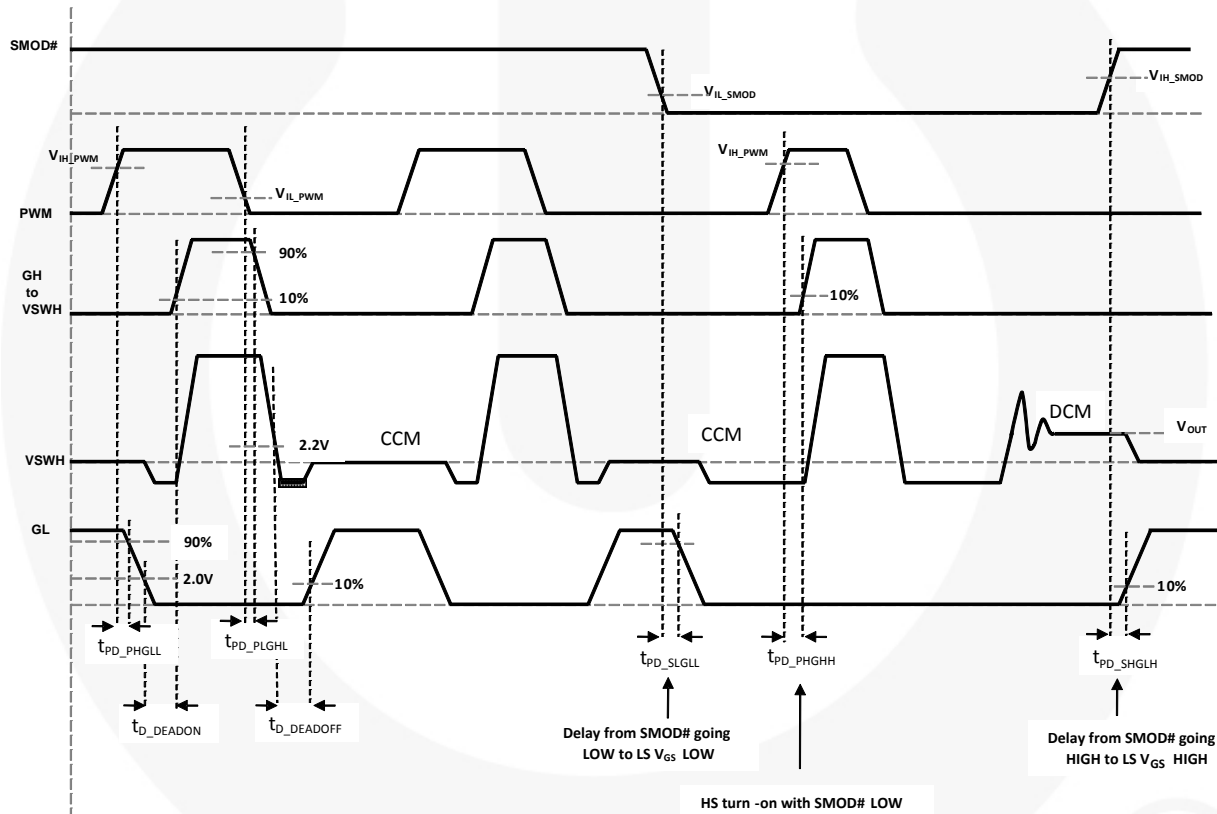 SMOD#
V_IL_SMOD
V_IH_SMOD
V_IH_PWM
V_IL_PWM
V_IH_PWM
PWM
90%
GH
to
VSWH
10%
10%
CCM
CCM
DCM
V_OUT
2.2V
VSWH
GL
90%
2.0V
10%
10%
t_PD_PHGLL
t_PD_PLGHL
t_PD_SLGLL
t_PD_PHGHH
t_PD_SHGLH
t_D_DEADON
t_D_DEADOFF
Delay from SMOD# going
LOW to LS V_GS LOW
Delay from SMOD# going
HIGH to LS V_GS HIGH
HS turn -on with SMOD# LOW